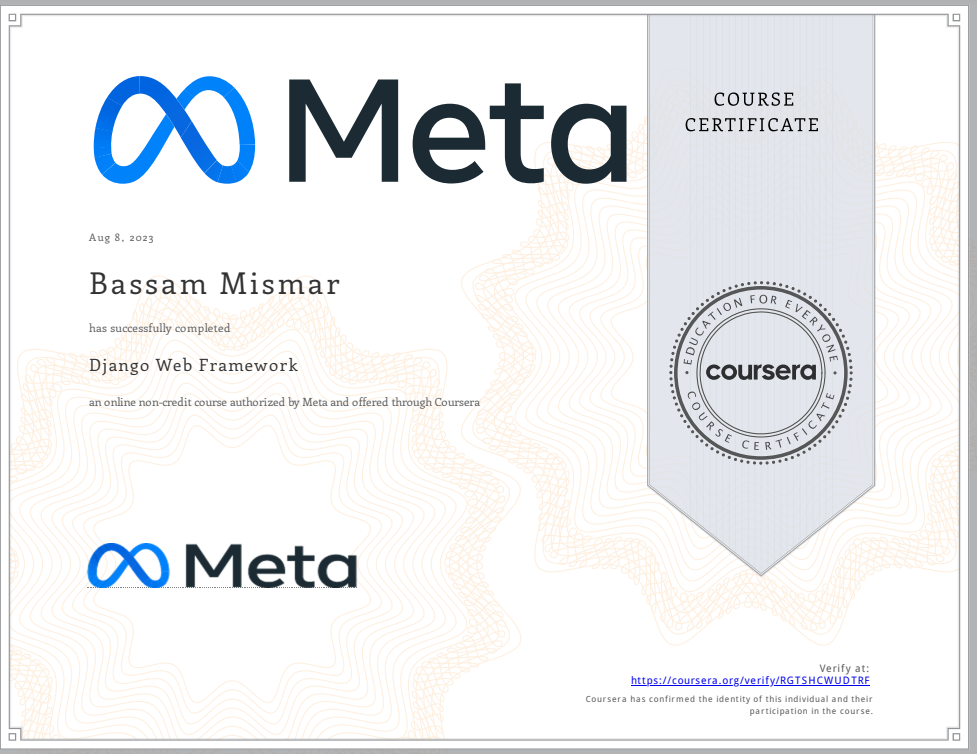 Meta
COURSE
CERTIFICATE
Aug 8, 2023
Bassam Mismar
has successfully completed
Django Web Framework
an online non-credit course authorized by Meta and offered through Coursera
EDUCATION FOR EVERYONE
coursera
COURSE CERTIFICATE
Meta
Verify at:
https://coursera.org/verify/RGTSHCWUDTRF
Coursera has confirmed the identity of this individual and their
participation in the course.